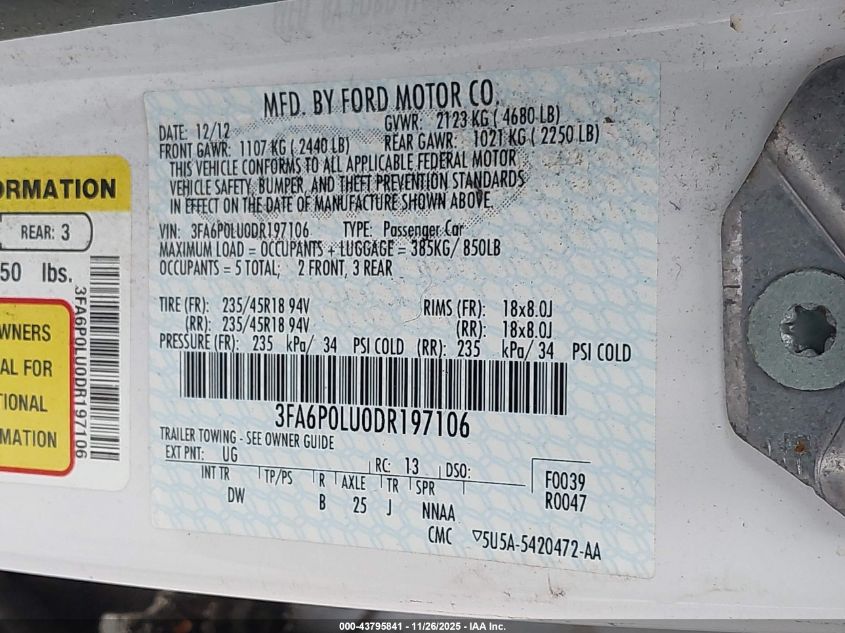 MFD. BY FORD MOTOR CO.
DATE: 12/12 GVWR: 2123 KG ( 4680 LB)
FRONT GAWR: 1107 KG ( 2440 LB) REAR GAWR: 1021 KG ( 2250 LB)
THIS VEHICLE CONFORMS TO ALL APPLICABLE FEDERAL MOTOR
VEHICLE SAFETY, BUMPER, AND THEFT PREVENTION STANDARDS
IN EFFECT ON THE DATE OF MANUFACTURE SHOWN ABOVE.
VIN: 3FA6P0LU0DR197106 TYPE: Passenger Car
MAXIMUM LOAD = OCCUPANTS + LUGGAGE = 385KG/ 850LB
OCCUPANTS = 5 TOTAL; 2 FRONT, 3 REAR
TIRE (FR): 235/45R18 94V RIMS (FR): 18x8.0J
(RR): 235/45R18 94V (RR): 18x8.0J
PRESSURE (FR): 235 kPa/ 34 PSI COLD (RR): 235 kPa/ 34 PSI COLD
3FA6P0LU0DR197106
TRAILER TOWING - SEE OWNER GUIDE
EXT PNT: UG RC: 13 DSO:
INT TR TP/PS R AXLE TR SPR
DW B 25 J NNAA
F0039
R0047
CMC ▽5U5A-5420472-AA
ORMATION
REAR: 3
50 lbs.
3FA6P0LU0DR197106
WNERS
AL FOR
TIONAL
MATION
000-43795841 - 11/26/2025 - IAA Inc.